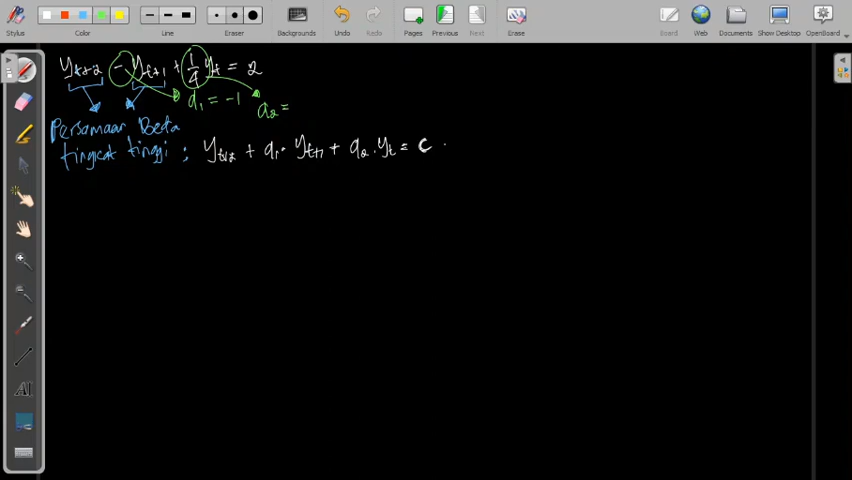 Color
Line
Eraser
Backgrounds
Undo
Redo
Pages
Previous
Next
Erase
Board
Web
Documents
Show Desktop
OpenBoard
y_{t+2} - y_{t+1} + \frac{1}{4} y_t = 2
a_1 = -1
a_2 =
Persamaan Beda
tingkat tinggi ; y_{t+2} + a_1 . y_{t+1} + a_2 . y_t = c
AI